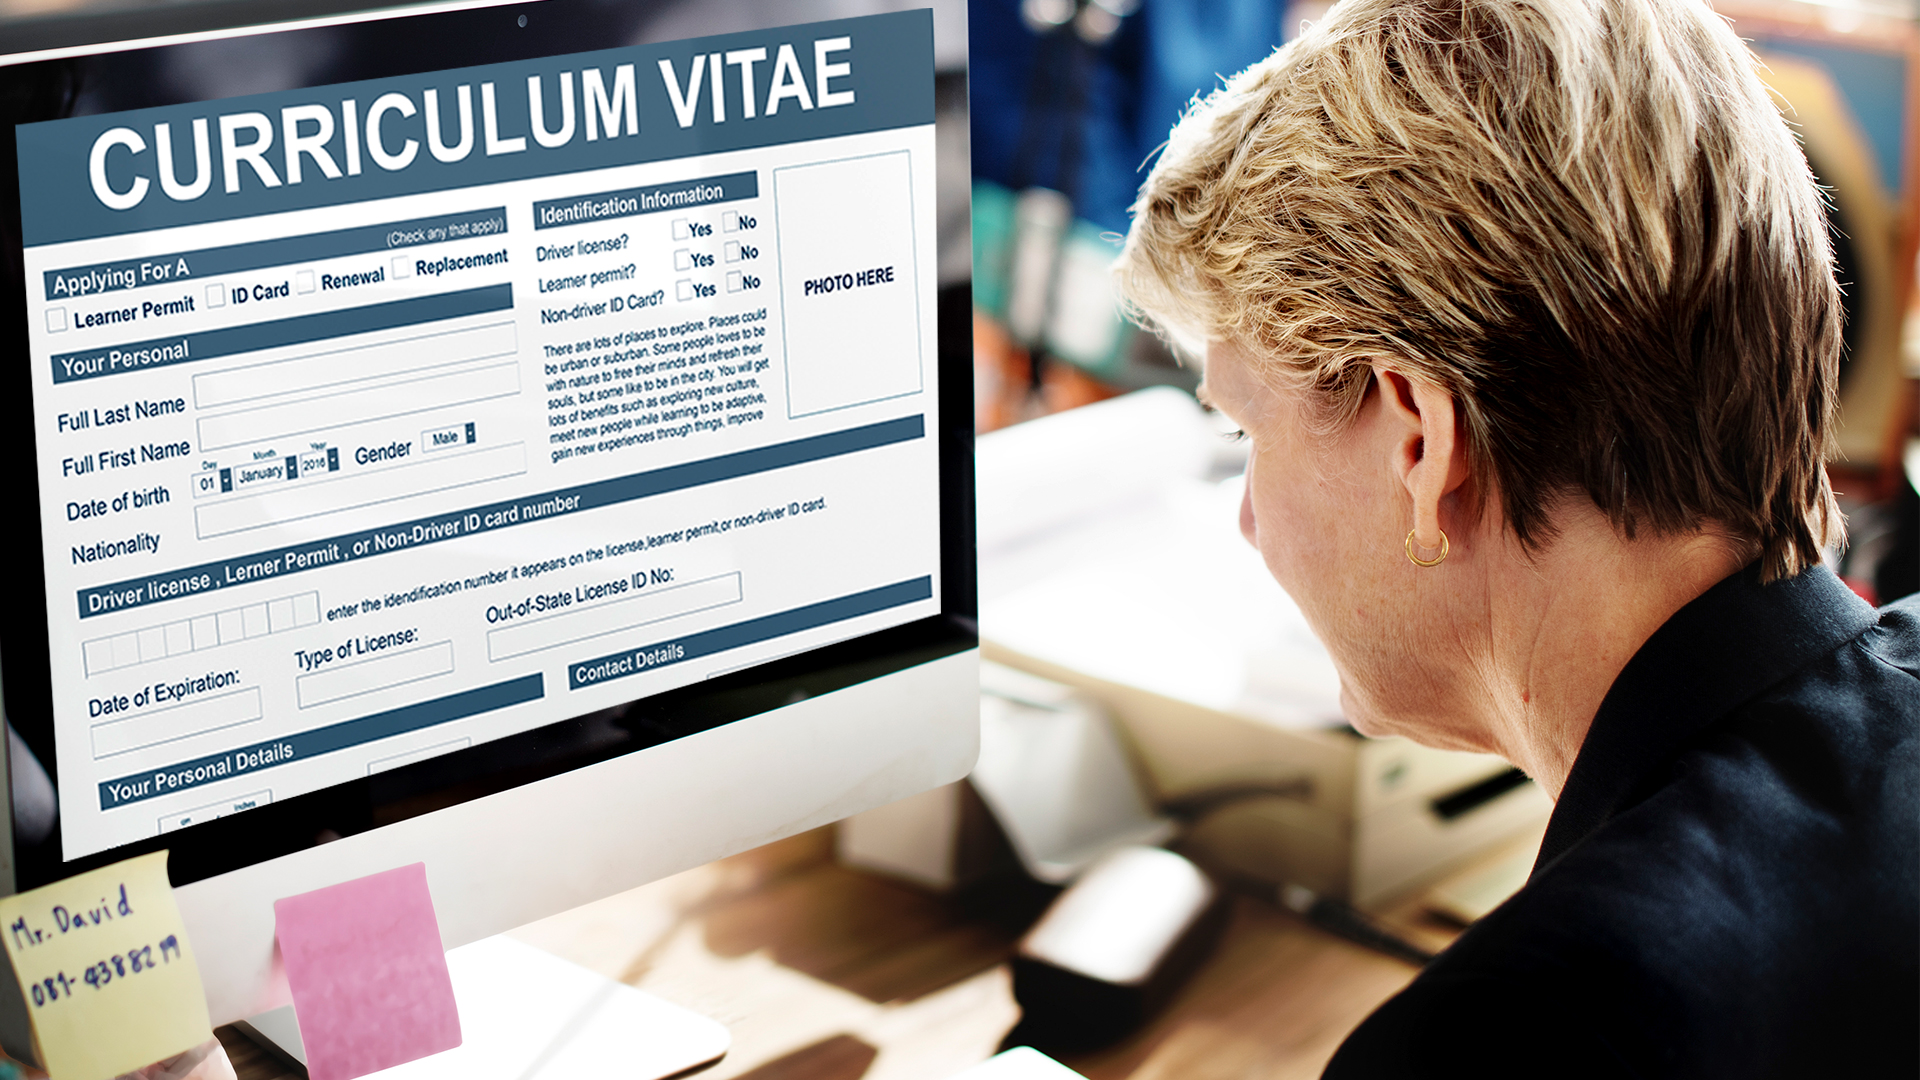 CURRICULUM VITAE
Applying For A
(Check any that apply)
Learner Permit
ID Card
Renewal
Replacement
Your Personal
Full Last Name
Full First Name
Date of birth
Day
01
Month
January
Year
2016
Gender
Male
Nationality
Identification Information
Driver license?
Yes
No
Learner permit?
Yes
No
Non-driver ID Card?
Yes
No
There are lots of places to explore. Places could
be urban or suburban. Some people loves to be
with nature to free their minds and refresh their
souls, but some like to be in the city. You will get
lots of benefits such as exploring new culture,
meet new people while learning to be adaptive,
gain new experiences through things, improve
PHOTO HERE
Driver license , Lerner Permit , or Non-Driver ID card number
enter the idendification number it appears on the license,learner permit,or non-driver ID card.
Date of Expiration:
Type of License:
Out-of-State License ID No:
Your Personal Details
Contact Details
Inches
Mr. David